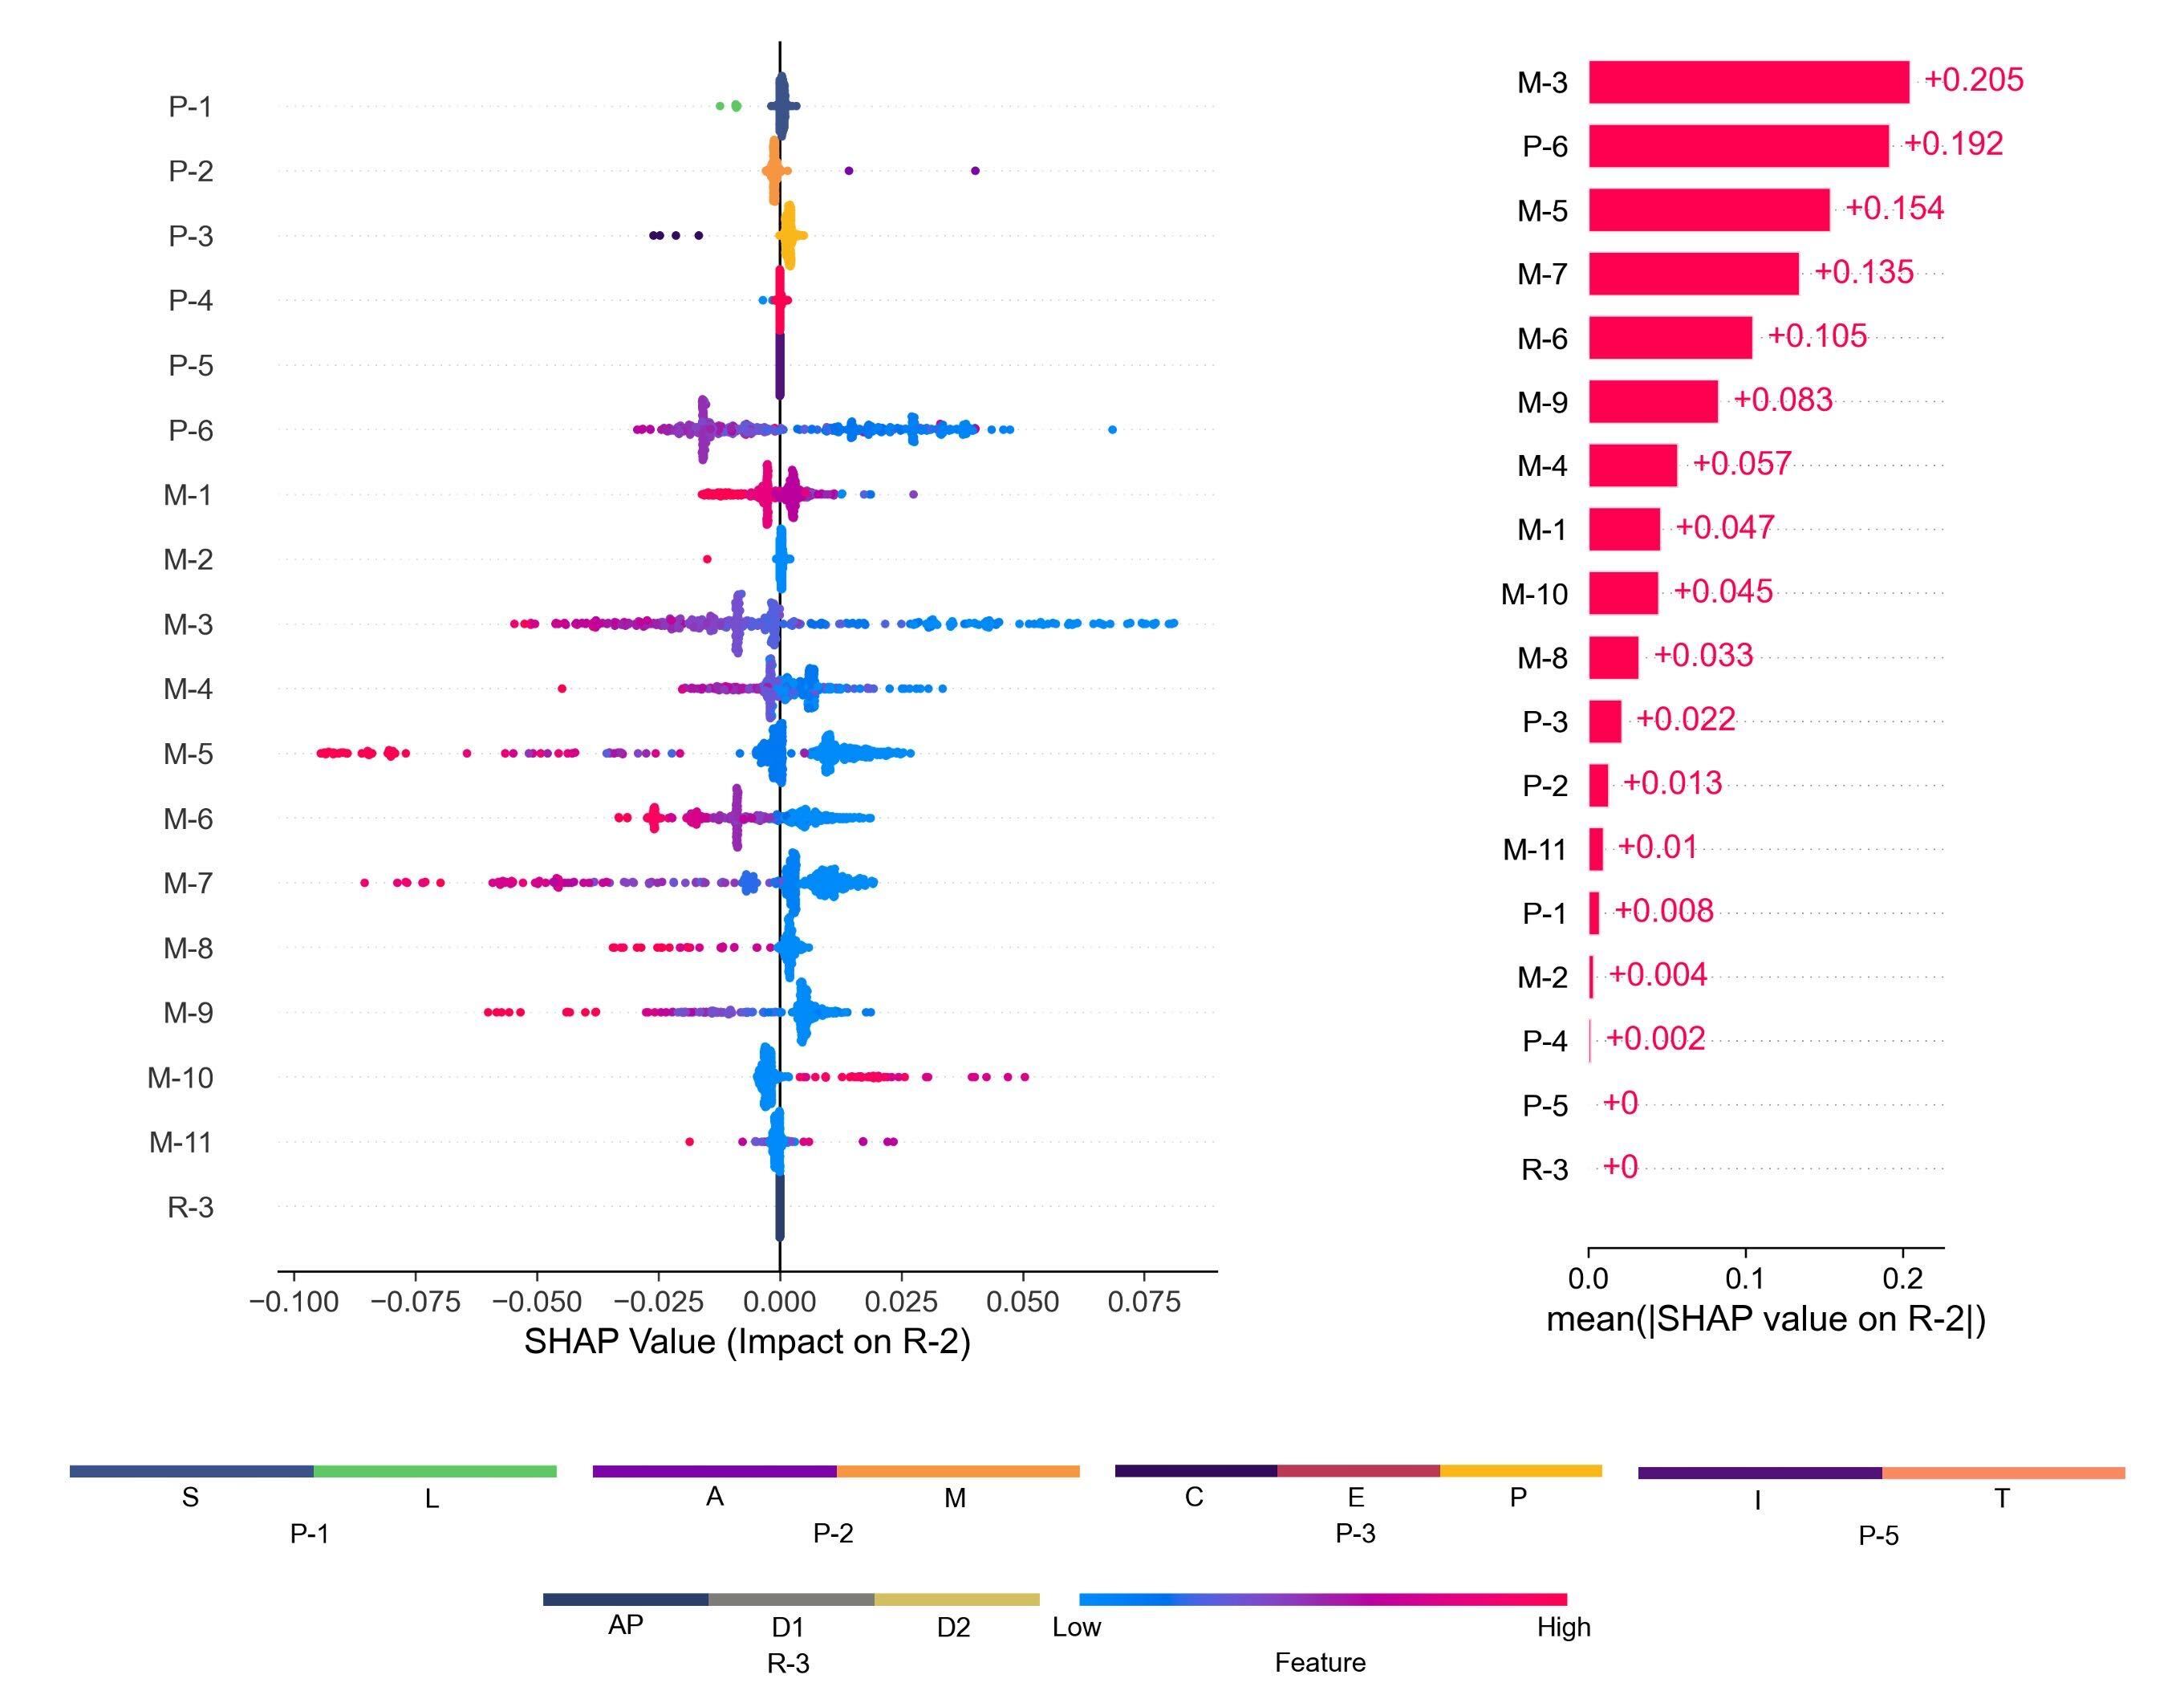 P-1
P-2
P-3
P-4
P-5
P-6
M-1
M-2
M-3
M-4
M-5
M-6
M-7
M-8
M-9
M-10
M-11
R-3
−0.100 −0.075 −0.050 −0.025 0.000 0.025 0.050 0.075
SHAP Value (Impact on R-2)
M-3 +0.205
P-6 +0.192
M-5 +0.154
M-7 +0.135
M-6 +0.105
M-9 +0.083
M-4 +0.057
M-1 +0.047
M-10 +0.045
M-8 +0.033
P-3 +0.022
P-2 +0.013
M-11 +0.01
P-1 +0.008
M-2 +0.004
P-4 +0.002
P-5 +0
R-3 +0
0.0 0.1 0.2
mean(|SHAP value on R-2|)
S L
P-1
A M
P-2
C E P
P-3
I T
P-5
AP D1 D2
R-3
Low High
Feature